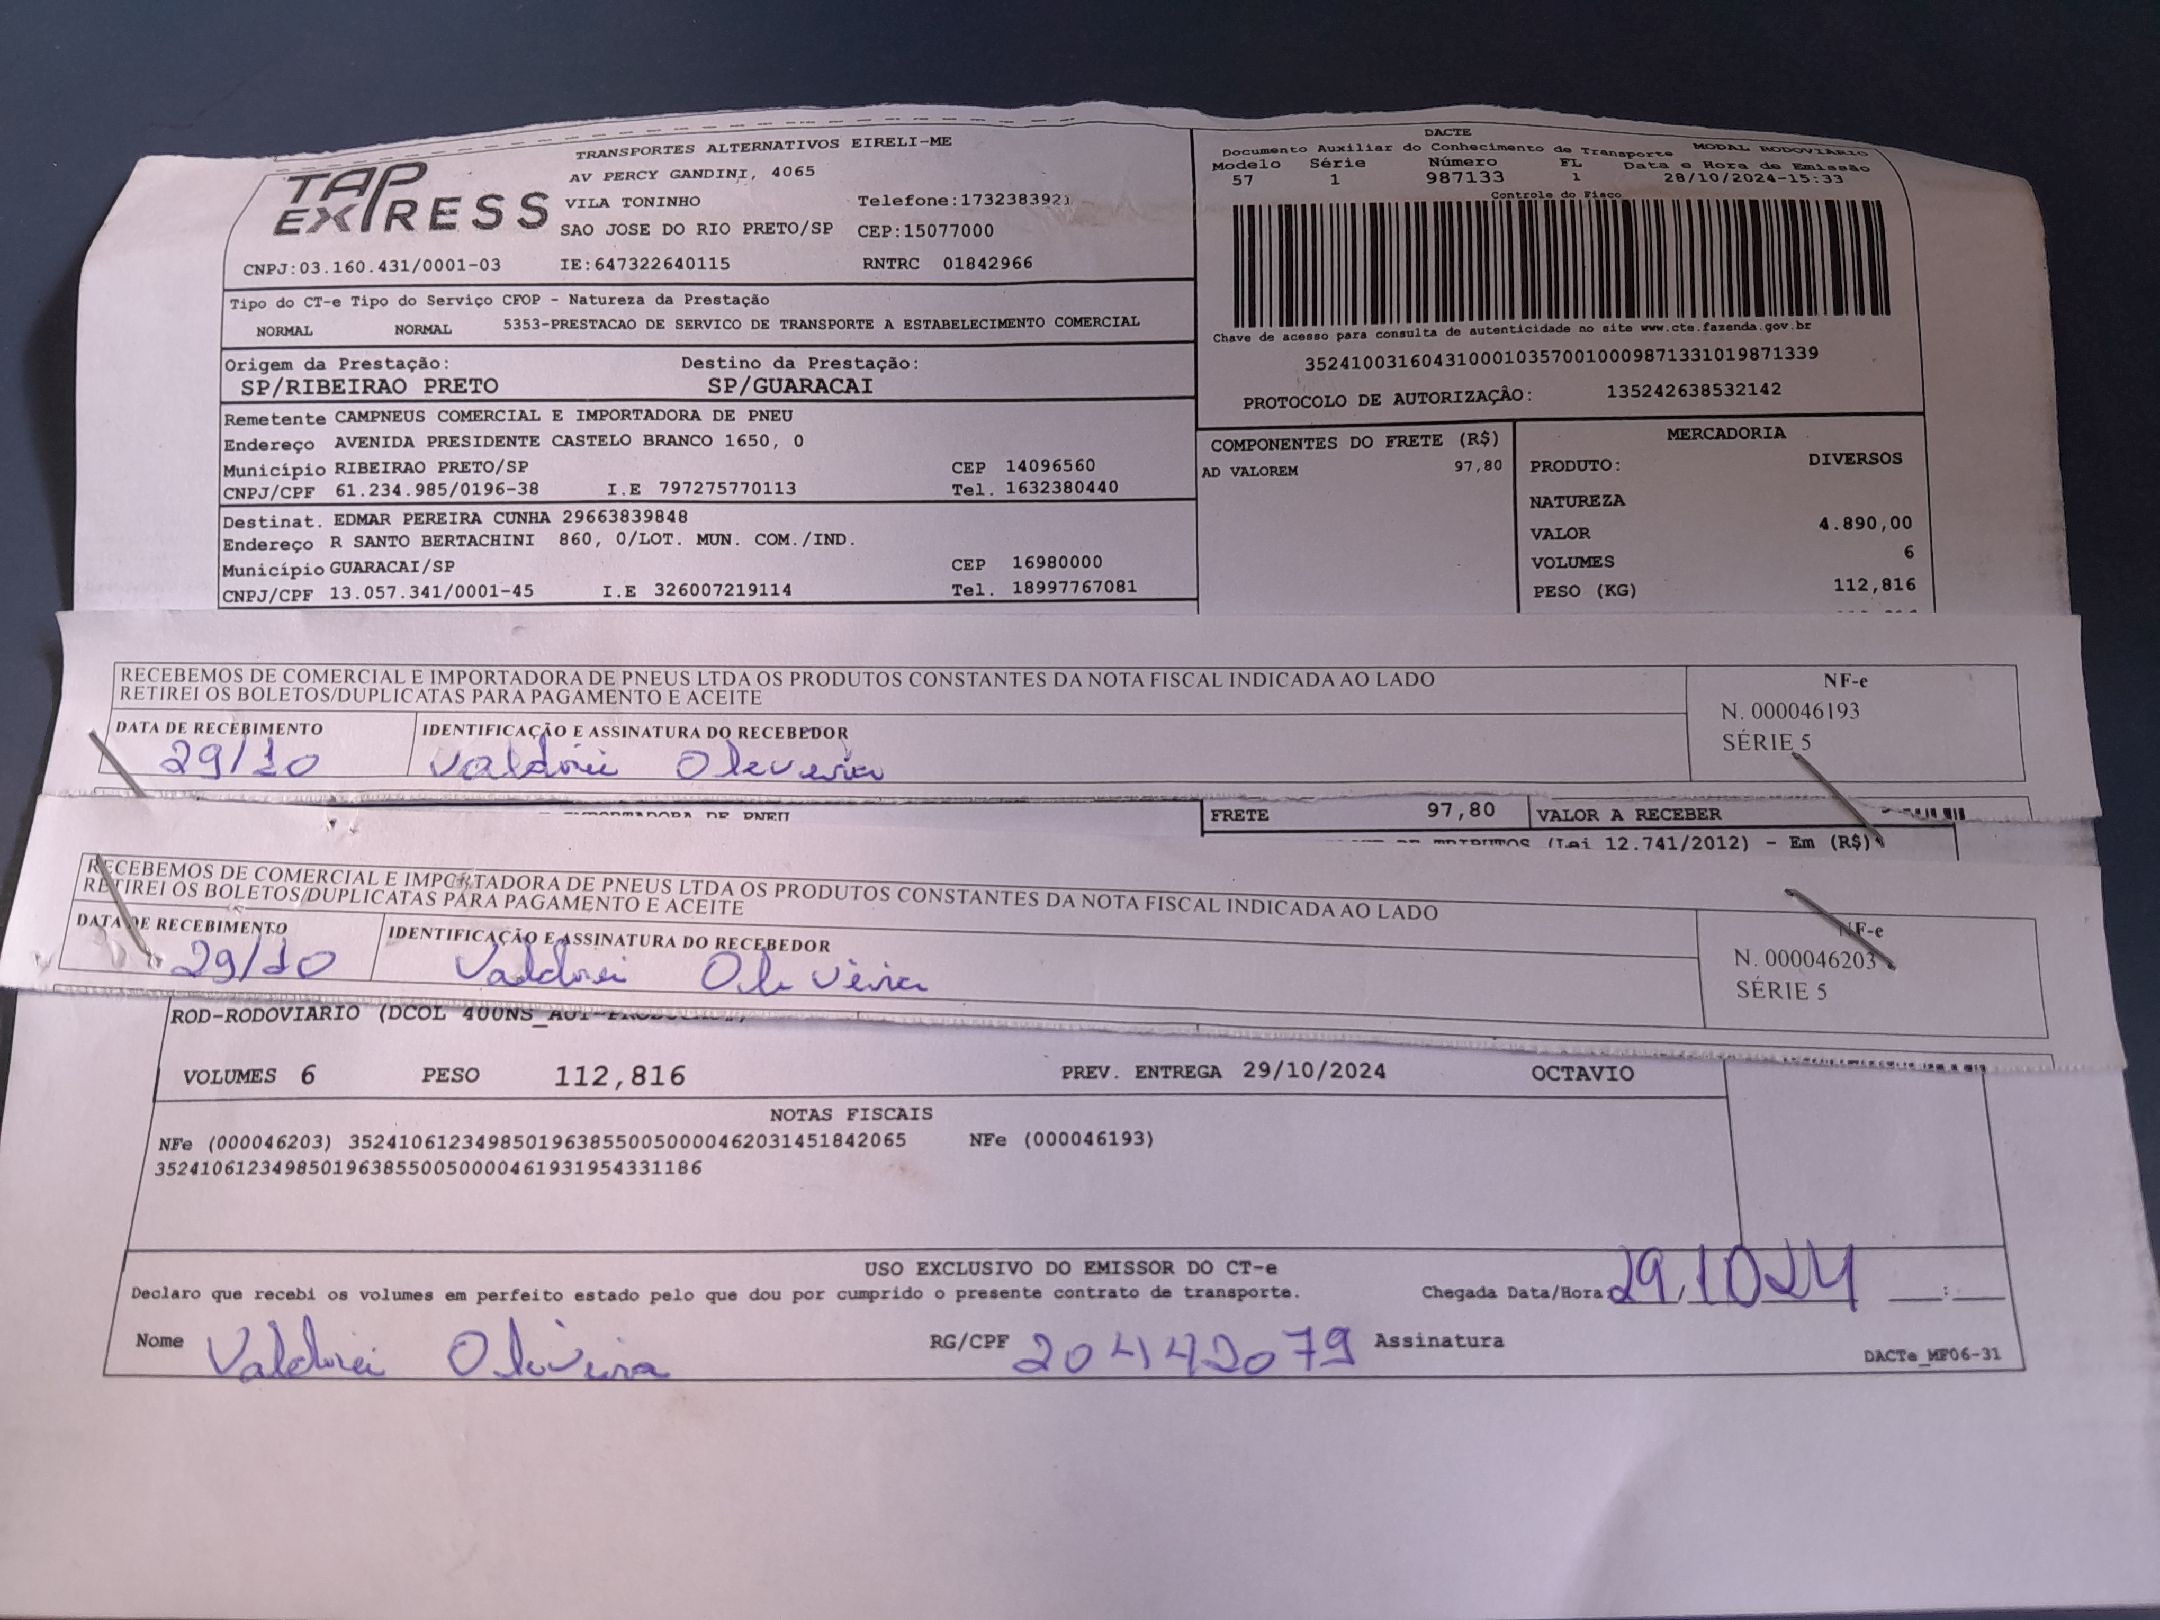 TAP EXPRESS
TRANSPORTES ALTERNATIVOS EIRELI-ME
AV PERCY GANDINI, 4065
VILA TONINHO Telefone:1732383921
SAO JOSE DO RIO PRETO/SP CEP:15077000
CNPJ:03.160.431/0001-03 IE:647322640115 RNTRC 01842966
Tipo do CT-e Tipo do Serviço CFOP - Natureza da Prestação
NORMAL NORMAL 5353-PRESTACAO DE SERVICO DE TRANSPORTE A ESTABELECIMENTO COMERCIAL
Origem da Prestação: Destino da Prestação:
SP/RIBEIRAO PRETO SP/GUARACAI
Remetente CAMPNEUS COMERCIAL E IMPORTADORA DE PNEU
Endereço AVENIDA PRESIDENTE CASTELO BRANCO 1650, 0
Município RIBEIRAO PRETO/SP CEP 14096560
CNPJ/CPF 61.234.985/0196-38 I.E 797275770113 Tel. 1632380440
Destinat. EDMAR PEREIRA CUNHA 29663839848
Endereço R SANTO BERTACHINI 860, 0/LOT. MUN. COM./IND.
Município GUARACAI/SP CEP 16980000
CNPJ/CPF 13.057.341/0001-45 I.E 326007219114 Tel. 18997767081
DACTE
Documento Auxiliar do Conhecimento de Transporte MODAL RODOVIÁRIO
Modelo Série Número FL Data e Hora de Emissão
57 1 987133 1 28/10/2024-15:33
Controle do Fisco
Chave de acesso para consulta de autenticidade no site www.cte.fazenda.gov.br
35241003160431000103570010009871331019871339
PROTOCOLO DE AUTORIZAÇÂO: 135242638532142
COMPONENTES DO FRETE (R$)
AD VALOREM 97,80
MERCADORIA
PRODUTO: DIVERSOS
NATUREZA
VALOR 4.890,00
VOLUMES 6
PESO (KG) 112,816
RECEBEMOS DE COMERCIAL E IMPORTADORA DE PNEUS LTDA OS PRODUTOS CONSTANTES DA NOTA FISCAL INDICADA AO LADO
RETIREI OS BOLETOS/DUPLICATAS PARA PAGAMENTO E ACEITE
DATA DE RECEBIMENTO IDENTIFICAÇÃO E ASSINATURA DO RECEBEDOR
29/10 Valdnei Oliveira
NF-e
N. 000046193
SÉRIE 5
FRETE 97,80 VALOR A RECEBER
(Lei 12.741/2012) - Em (R$)
RECEBEMOS DE COMERCIAL E IMPORTADORA DE PNEUS LTDA OS PRODUTOS CONSTANTES DA NOTA FISCAL INDICADA AO LADO
RETIREI OS BOLETOS/DUPLICATAS PARA PAGAMENTO E ACEITE
DATA DE RECEBIMENTO IDENTIFICAÇÃO E ASSINATURA DO RECEBEDOR
29/10 Valdnei Oliveira
NF-e
N. 000046203
SÉRIE 5
ROD-RODOVIARIO (DCOL 400NS_AUT-
VOLUMES 6 PESO 112,816 PREV. ENTREGA 29/10/2024 OCTAVIO
NOTAS FISCAIS
NFe (000046203) 35241061234985019638550050000462031451842065 NFe (000046193)
35241061234985019638550050000461931954331186
USO EXCLUSIVO DO EMISSOR DO CT-e
Declaro que recebi os volumes em perfeito estado pelo que dou por cumprido o presente contrato de transporte. Chegada Data/Hora: 29,10 24 ___:___
Nome Valdnei Oliveira RG/CPF 20442079 Assinatura
DACTe_MF06-31